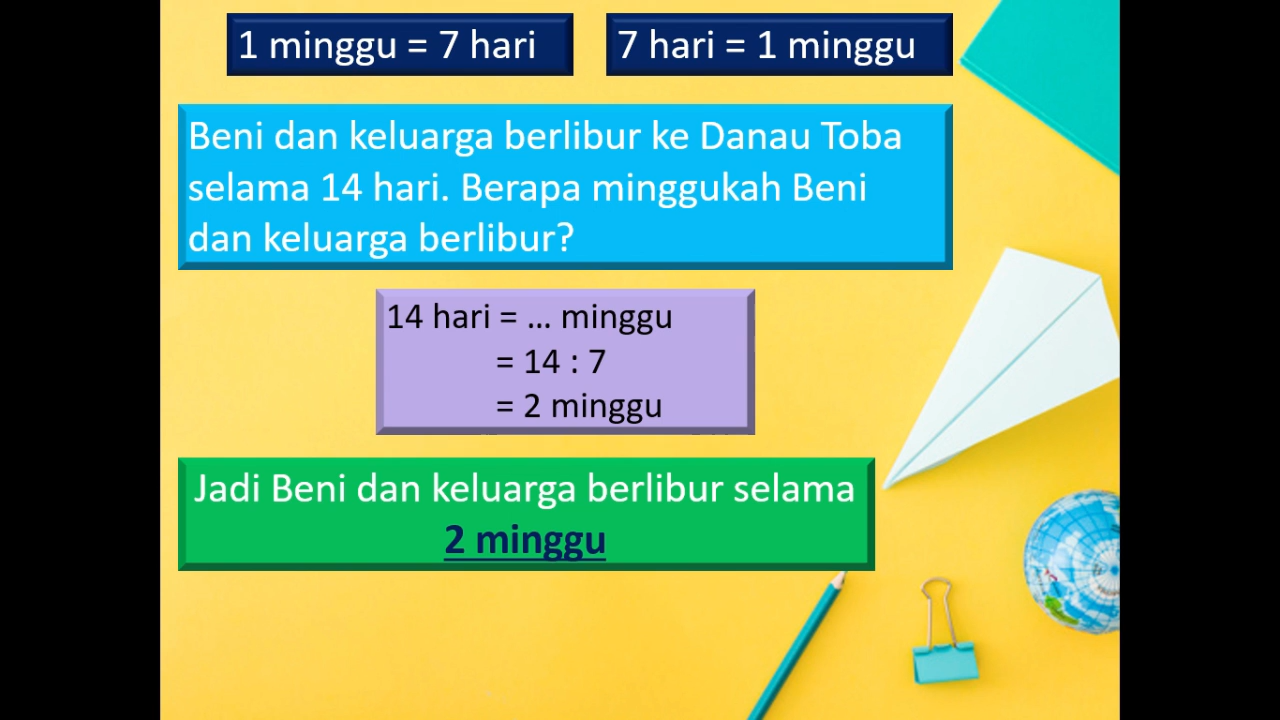 1 minggu = 7 hari
7 hari = 1 minggu
Beni dan keluarga berlibur ke Danau Toba
selama 14 hari. Berapa minggukah Beni
dan keluarga berlibur?
14 hari = ... minggu
= 14 : 7
= 2 minggu
Jadi Beni dan keluarga berlibur selama
2 minggu